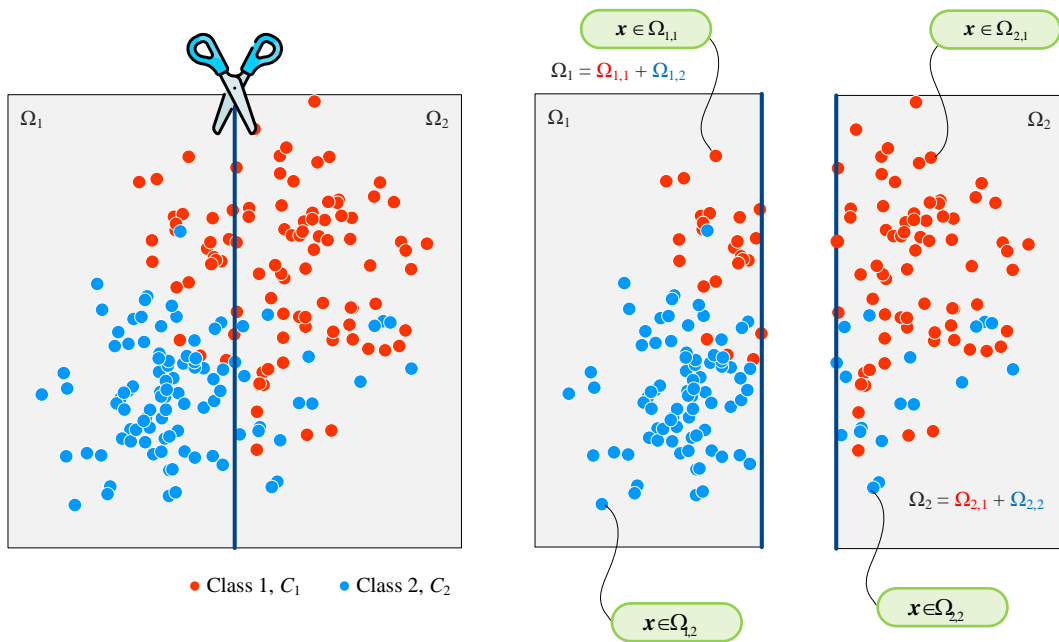 x ∈ Ω1,1
x ∈ Ω2,1
Ω1 = Ω1,1 + Ω1,2
Ω1
Ω2
Ω1
Ω2
Ω2 = Ω2,1 + Ω2,2
Class 1, C1
Class 2, C2
x ∈ Ω1,2
x ∈ Ω2,2